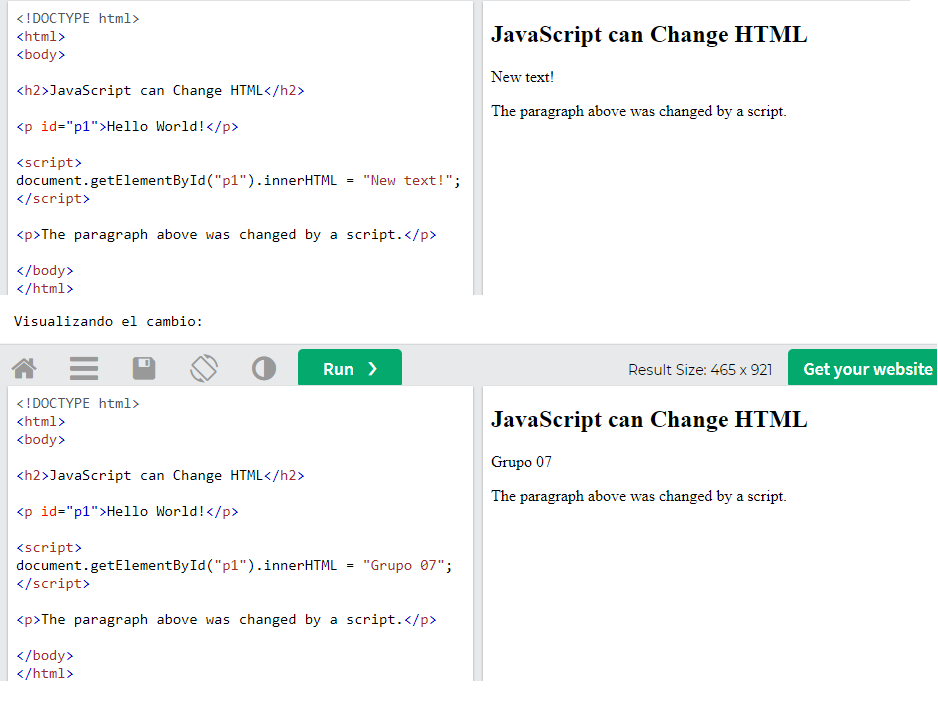 <!DOCTYPE html>
<html>
<body>
<h2>JavaScript can Change HTML</h2>
<p id="p1">Hello World!</p>
<script>
document.getElementById("p1").innerHTML = "New text!";
</script>
<p>The paragraph above was changed by a script.</p>
</body>
</html>
JavaScript can Change HTML
New text!
The paragraph above was changed by a script.
Visualizando el cambio:
Run ❯
Result Size: 465 x 921
Get your website
<!DOCTYPE html>
<html>
<body>
<h2>JavaScript can Change HTML</h2>
<p id="p1">Hello World!</p>
<script>
document.getElementById("p1").innerHTML = "Grupo 07";
</script>
<p>The paragraph above was changed by a script.</p>
</body>
</html>
JavaScript can Change HTML
Grupo 07
The paragraph above was changed by a script.